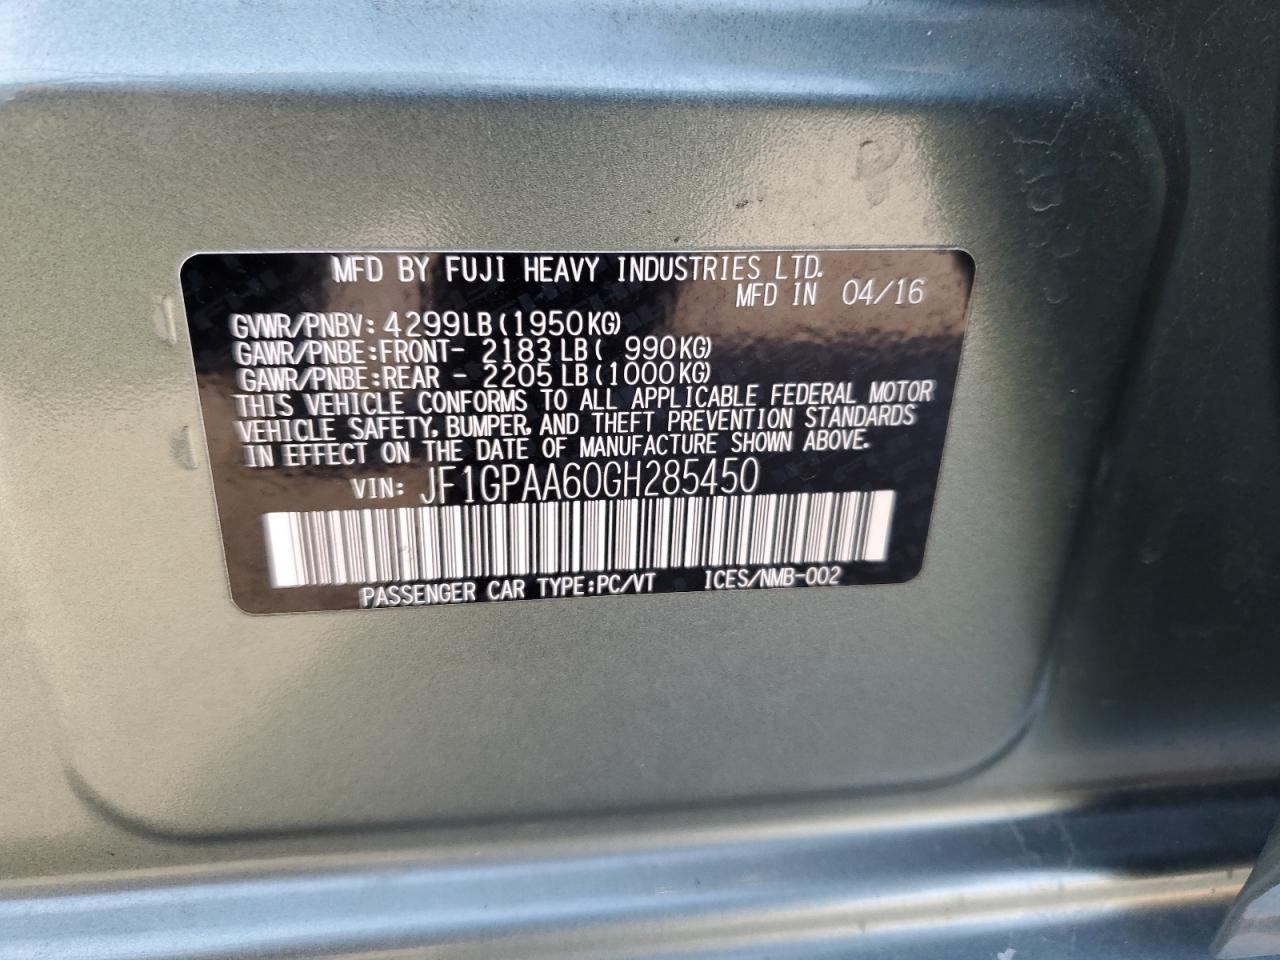 MFD BY FUJI HEAVY INDUSTRIES LTD.
MFD IN 04/16
GVWR/PNBV: 4299LB (1950KG)
GAWR/PNBE:FRONT- 2183 LB ( 990KG)
GAWR/PNBE:REAR - 2205 LB (1000KG)
THIS VEHICLE CONFORMS TO ALL APPLICABLE FEDERAL MOTOR
VEHICLE SAFETY, BUMPER, AND THEFT PREVENTION STANDARDS
IN EFFECT ON THE DATE OF MANUFACTURE SHOWN ABOVE.
VIN: JF1GPAA60GH285450
PASSENGER CAR TYPE:PC/VT ICES/NMB-002